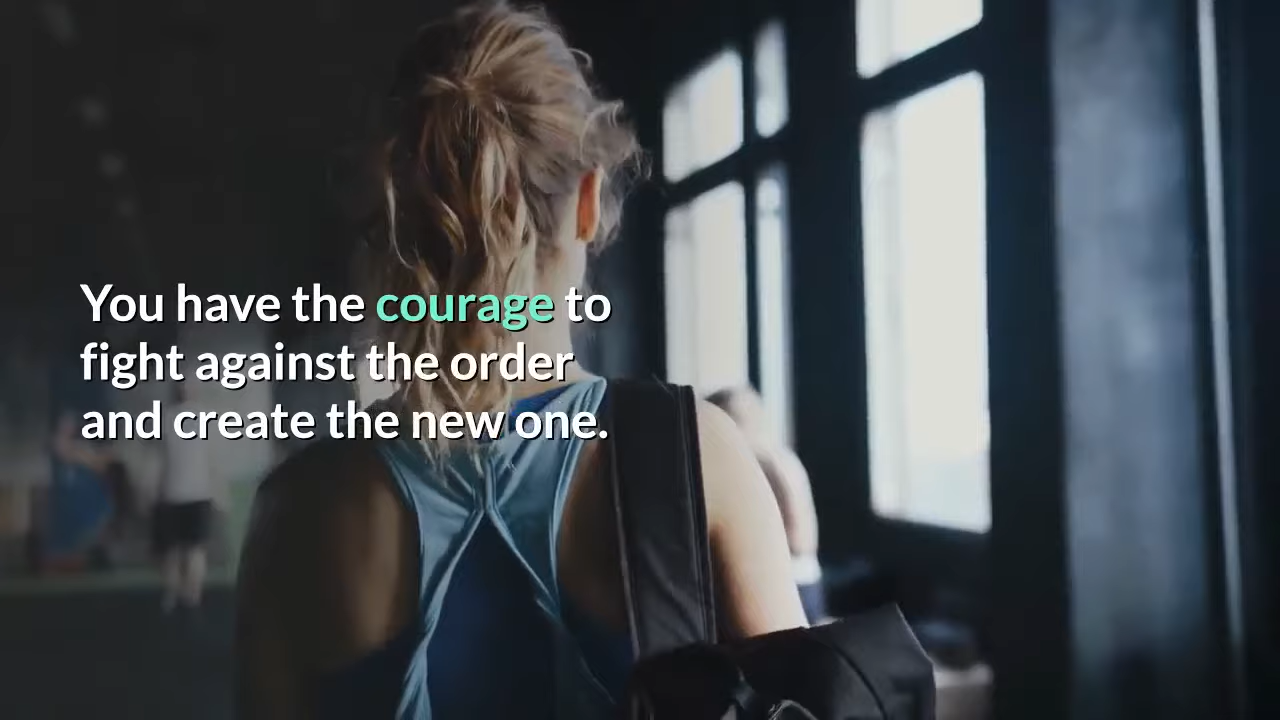 You have the courage to
fight against the order
and create the new one.